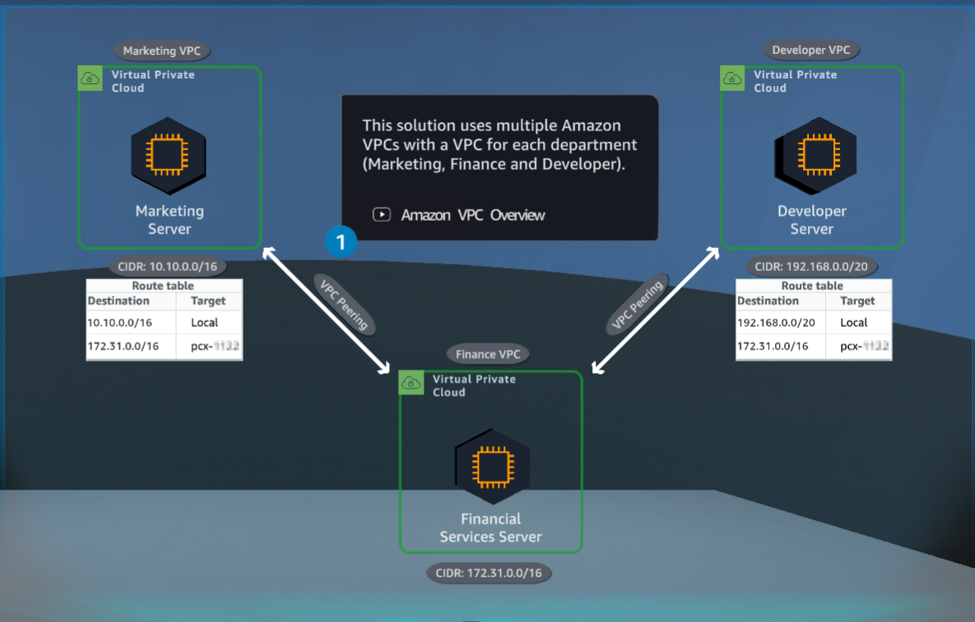 Marketing VPC
Virtual Private
Cloud
Marketing
Server
CIDR: 10.10.0.0/16
Route table
Destination Target
10.10.0.0/16 Local
172.31.0.0/16 pcx-
This solution uses multiple Amazon
VPCs with a VPC for each department
(Marketing, Finance and Developer).
Amazon VPC Overview
1
Developer VPC
Virtual Private
Cloud
Developer
Server
CIDR: 192.168.0.0/20
Route table
Destination Target
192.168.0.0/20 Local
172.31.0.0/16 pcx-
VPC Peering
VPC Peering
Finance VPC
Virtual Private
Cloud
Financial
Services Server
CIDR: 172.31.0.0/16